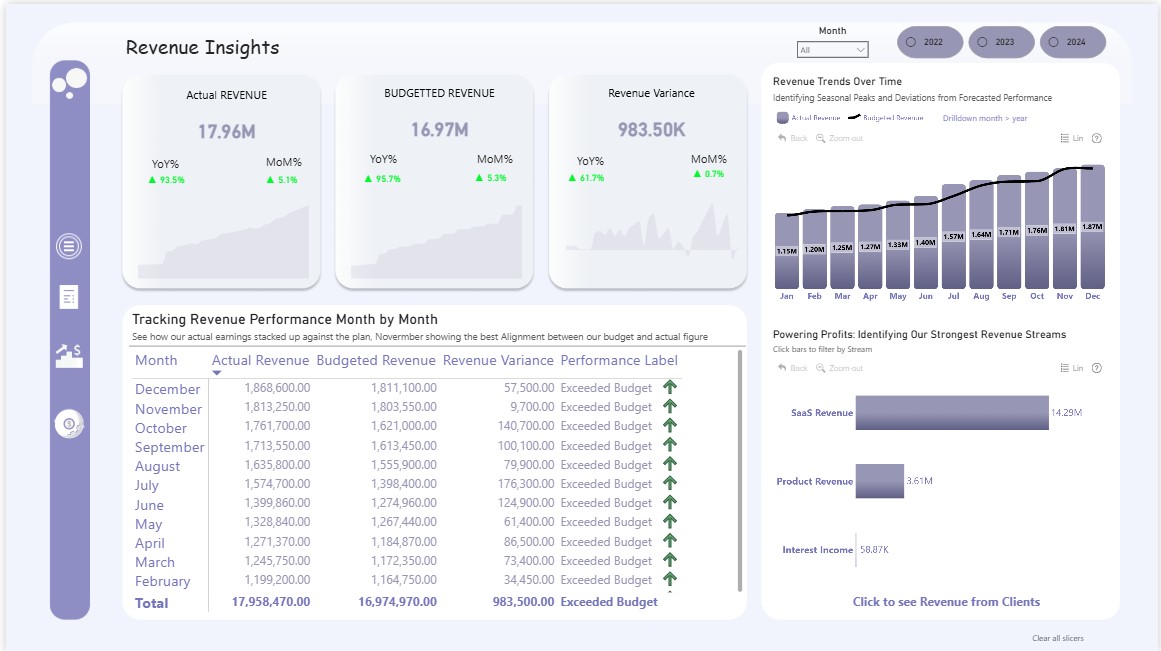 Revenue Insights
Month
All
2022
2023
2024
Actual REVENUE
17.96M
YoY%
MoM%
93.5%
5.1%
BUDGETTED REVENUE
16.97M
YoY%
MoM%
95.7%
5.3%
Revenue Variance
983.50K
YoY%
MoM%
61.7%
0.7%
Tracking Revenue Performance Month by Month
See how our actual earnings stacked up against the plan, Novermber showing the best Alignment between our budget and actual figure
Month Actual Revenue Budgeted Revenue Revenue Variance Performance Label
December 1,868,600.00 1,811,100.00 57,500.00 Exceeded Budget
November 1,813,250.00 1,803,550.00 9,700.00 Exceeded Budget
October 1,761,700.00 1,621,000.00 140,700.00 Exceeded Budget
September 1,713,550.00 1,613,450.00 100,100.00 Exceeded Budget
August 1,635,800.00 1,555,900.00 79,900.00 Exceeded Budget
July 1,574,700.00 1,398,400.00 176,300.00 Exceeded Budget
June 1,399,860.00 1,274,960.00 124,900.00 Exceeded Budget
May 1,328,840.00 1,267,440.00 61,400.00 Exceeded Budget
April 1,271,370.00 1,184,870.00 86,500.00 Exceeded Budget
March 1,245,750.00 1,172,350.00 73,400.00 Exceeded Budget
February 1,199,200.00 1,164,750.00 34,450.00 Exceeded Budget
Total 17,958,470.00 16,974,970.00 983,500.00 Exceeded Budget
Revenue Trends Over Time
Identifying Seasonal Peaks and Deviations from Forecasted Performance
Actual Revenue Budgeted Revenue Drilldown month > year
Back Zoom-out Lin ?
1.15M 1.20M 1.25M 1.27M 1.33M 1.40M 1.57M 1.64M 1.71M 1.76M 1.81M 1.87M
Jan Feb Mar Apr May Jun Jul Aug Sep Oct Nov Dec
Powering Profits: Identifying Our Strongest Revenue Streams
Click bars to filter by Stream
Back Zoom-out Lin ?
SaaS Revenue 14.29M
Product Revenue 3.61M
Interest Income 58.87K
Click to see Revenue from Clients
Clear all slicers